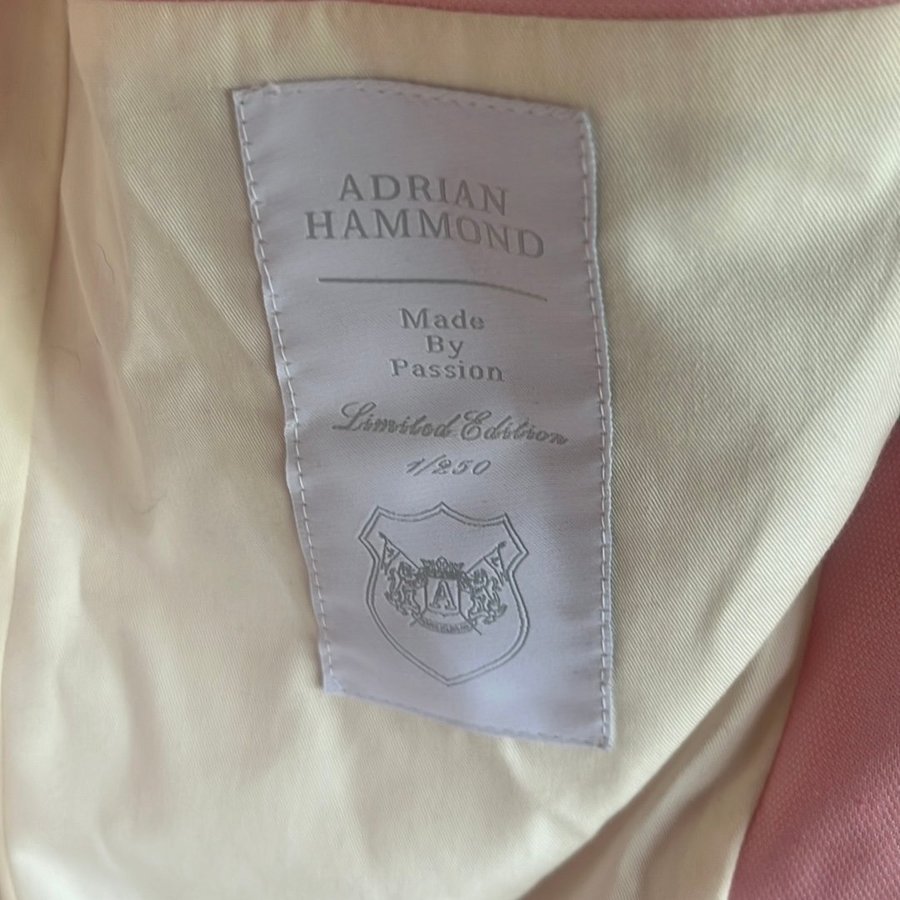 ADRIAN
HAMMOND
Made
By
Passion
Limited Edition
1/250
A